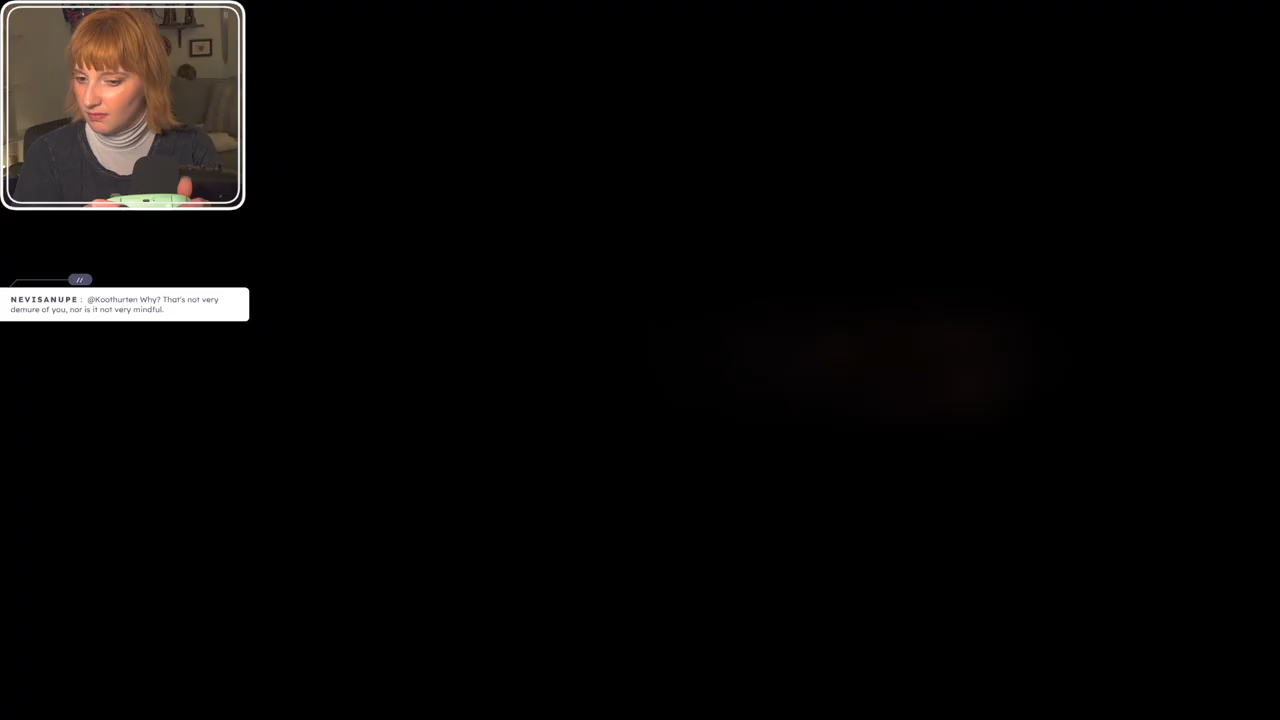 NEVISANUPE : @Koothurten Why? That's not very
demure of you, nor is it not very mindful.